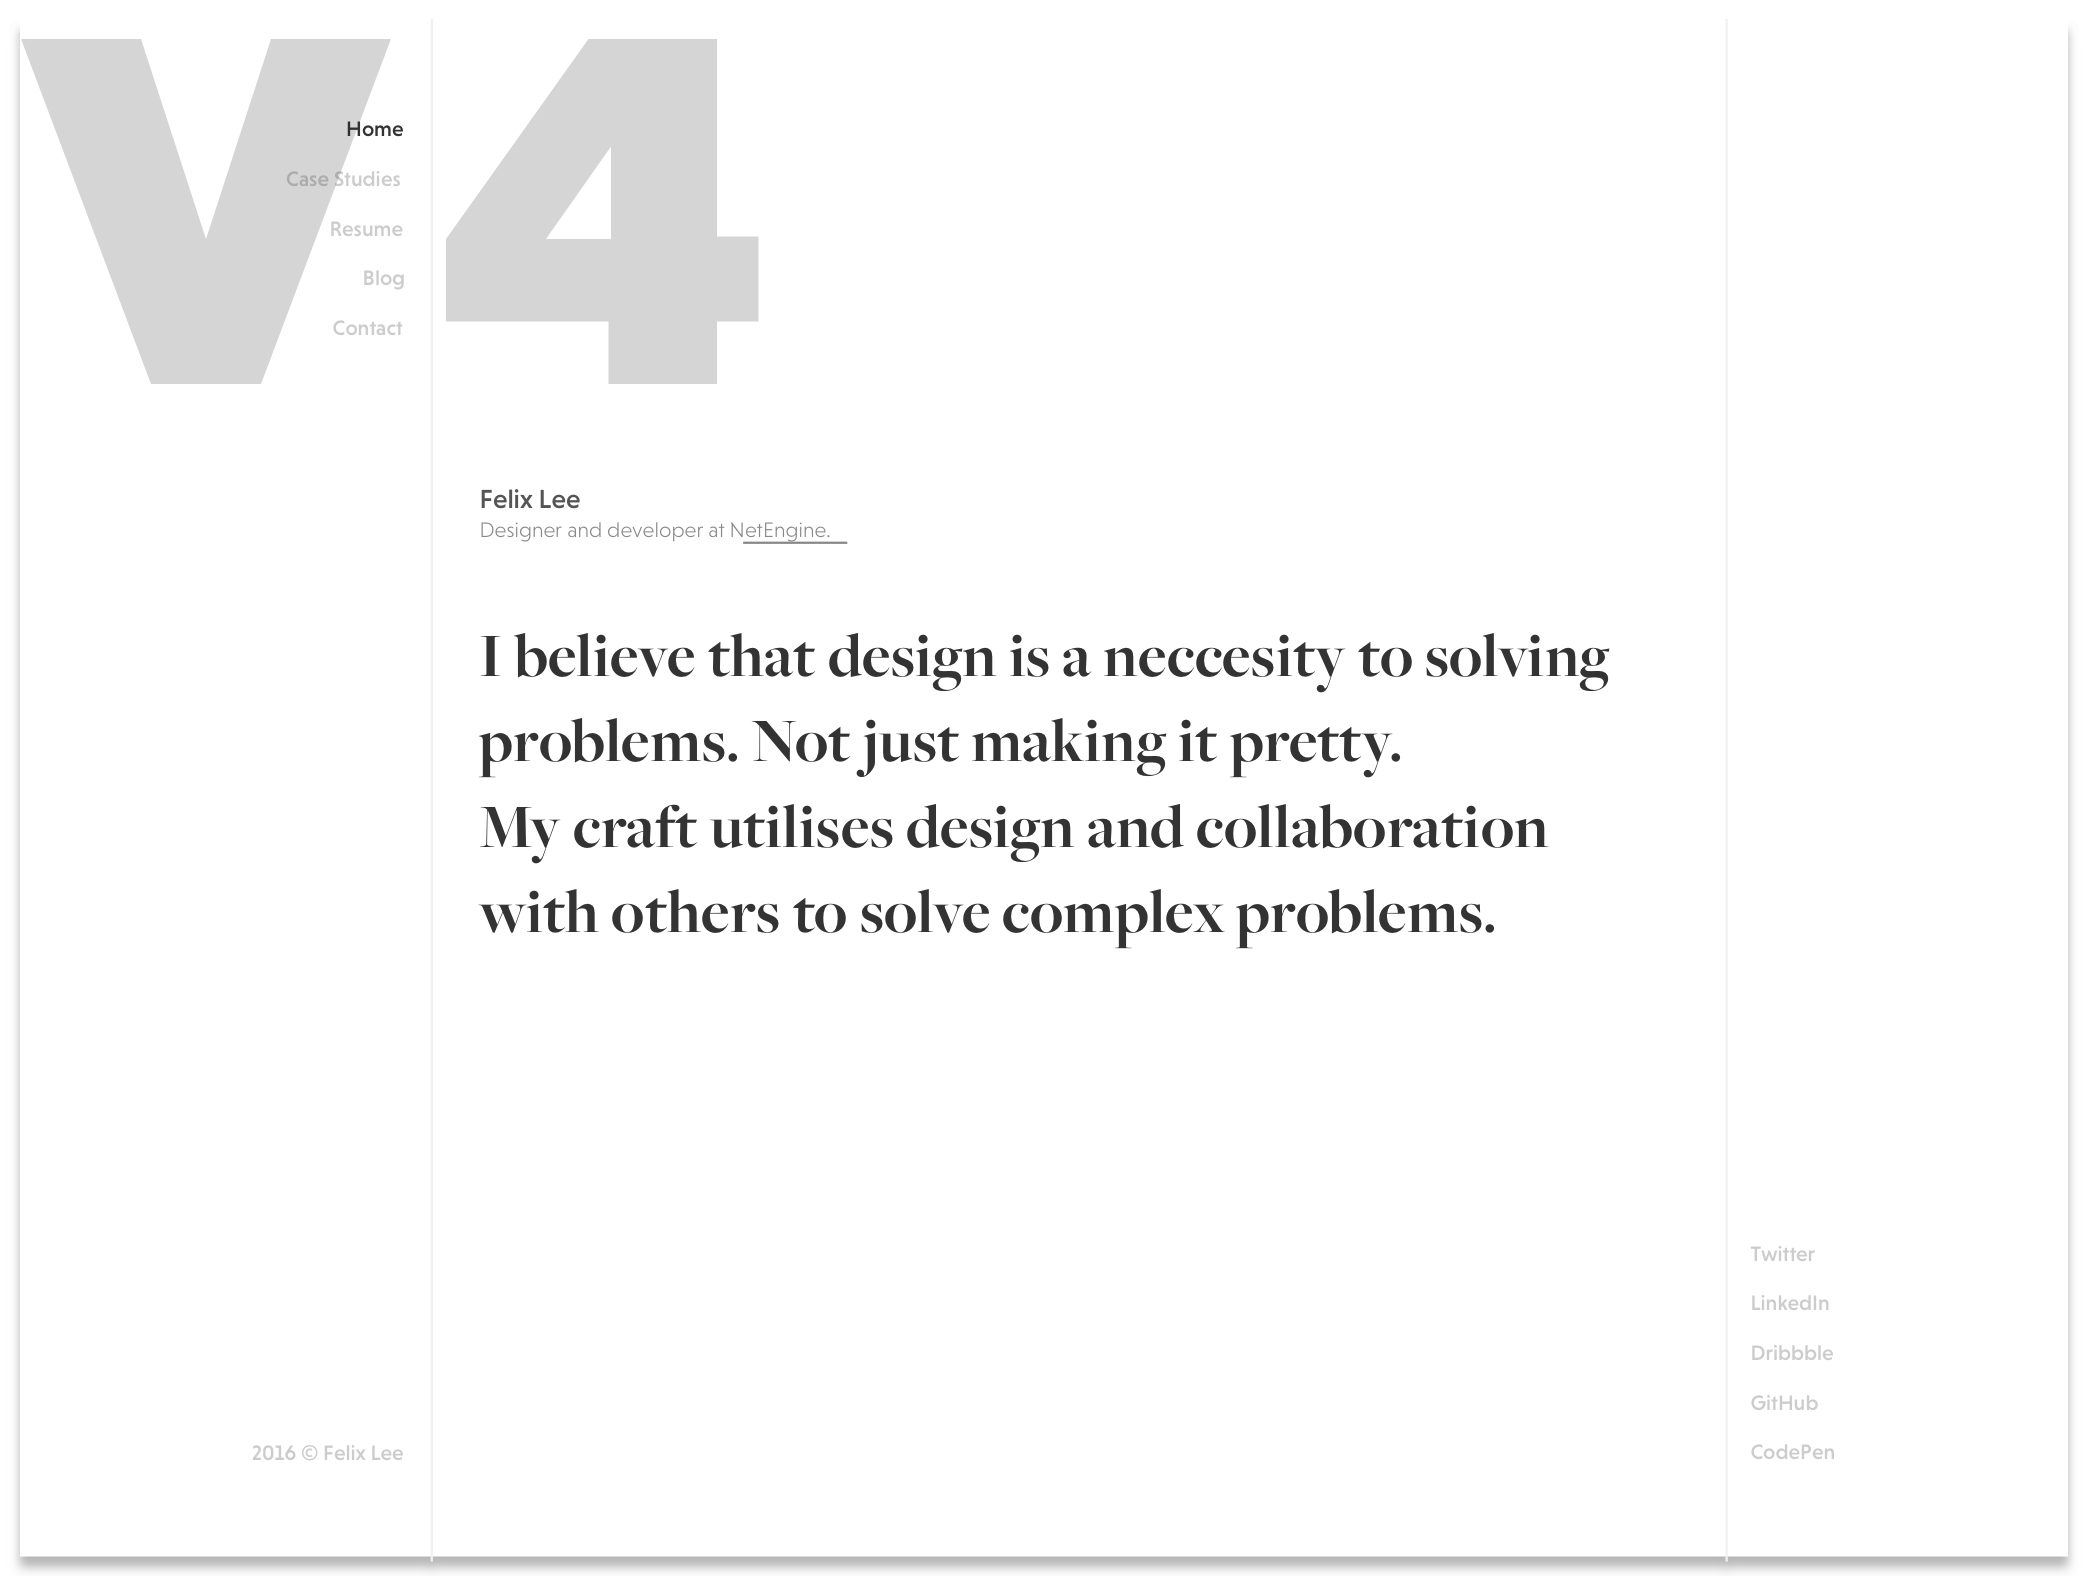 V4
Home
Case Studies
Resume
Blog
Contact
Felix Lee
Designer and developer at NetEngine.
I believe that design is a neccesity to solving
problems. Not just making it pretty.
My craft utilises design and collaboration
with others to solve complex problems.
Twitter
LinkedIn
Dribbble
GitHub
CodePen
2016 © Felix Lee